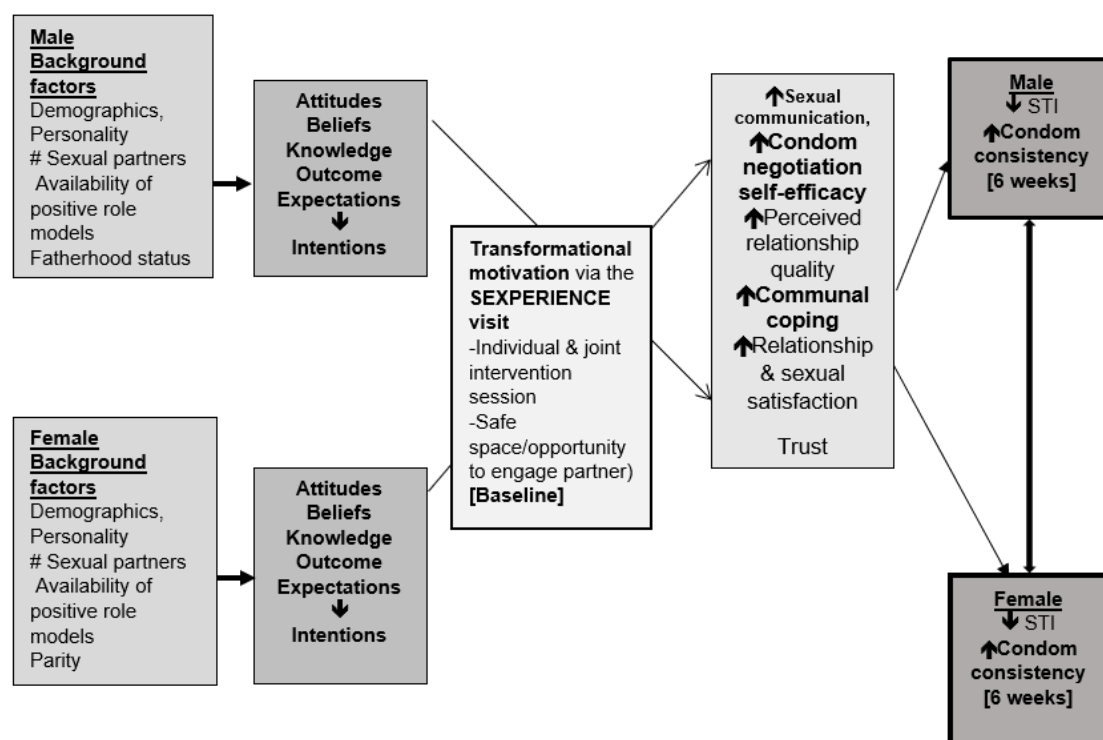 Male
Background
factors
Demographics,
Personality
# Sexual partners
Availability of
positive role
models
Fatherhood status
Attitudes
Beliefs
Knowledge
Outcome
Expectations
↓
Intentions
Female
Background
factors
Demographics,
Personality
# Sexual partners
Availability of
positive role
models
Parity
Attitudes
Beliefs
Knowledge
Outcome
Expectations
↓
Intentions
Transformational
motivation via the
SEXPERIENCE
visit
-Individual & joint
intervention
session
-Safe
space/opportunity
to engage partner)
[Baseline]
↑Sexual
communication,
↑Condom
negotiation
self-efficacy
↑Perceived
relationship
quality
↑Communal
coping
↑Relationship
& sexual
satisfaction
Trust
Male
↓ STI
↑Condom
consistency
[6 weeks]
Female
↓ STI
↑Condom
consistency
[6 weeks]